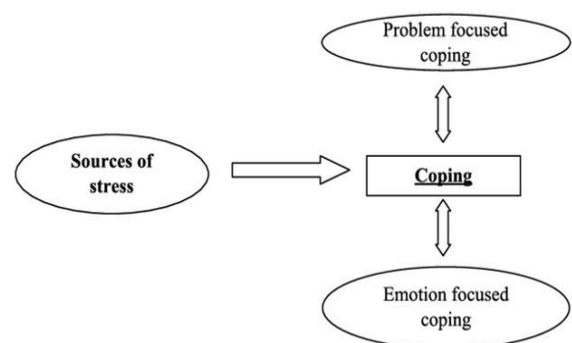 Problem focused
coping
Sources of
stress
Coping
Emotion focused
coping